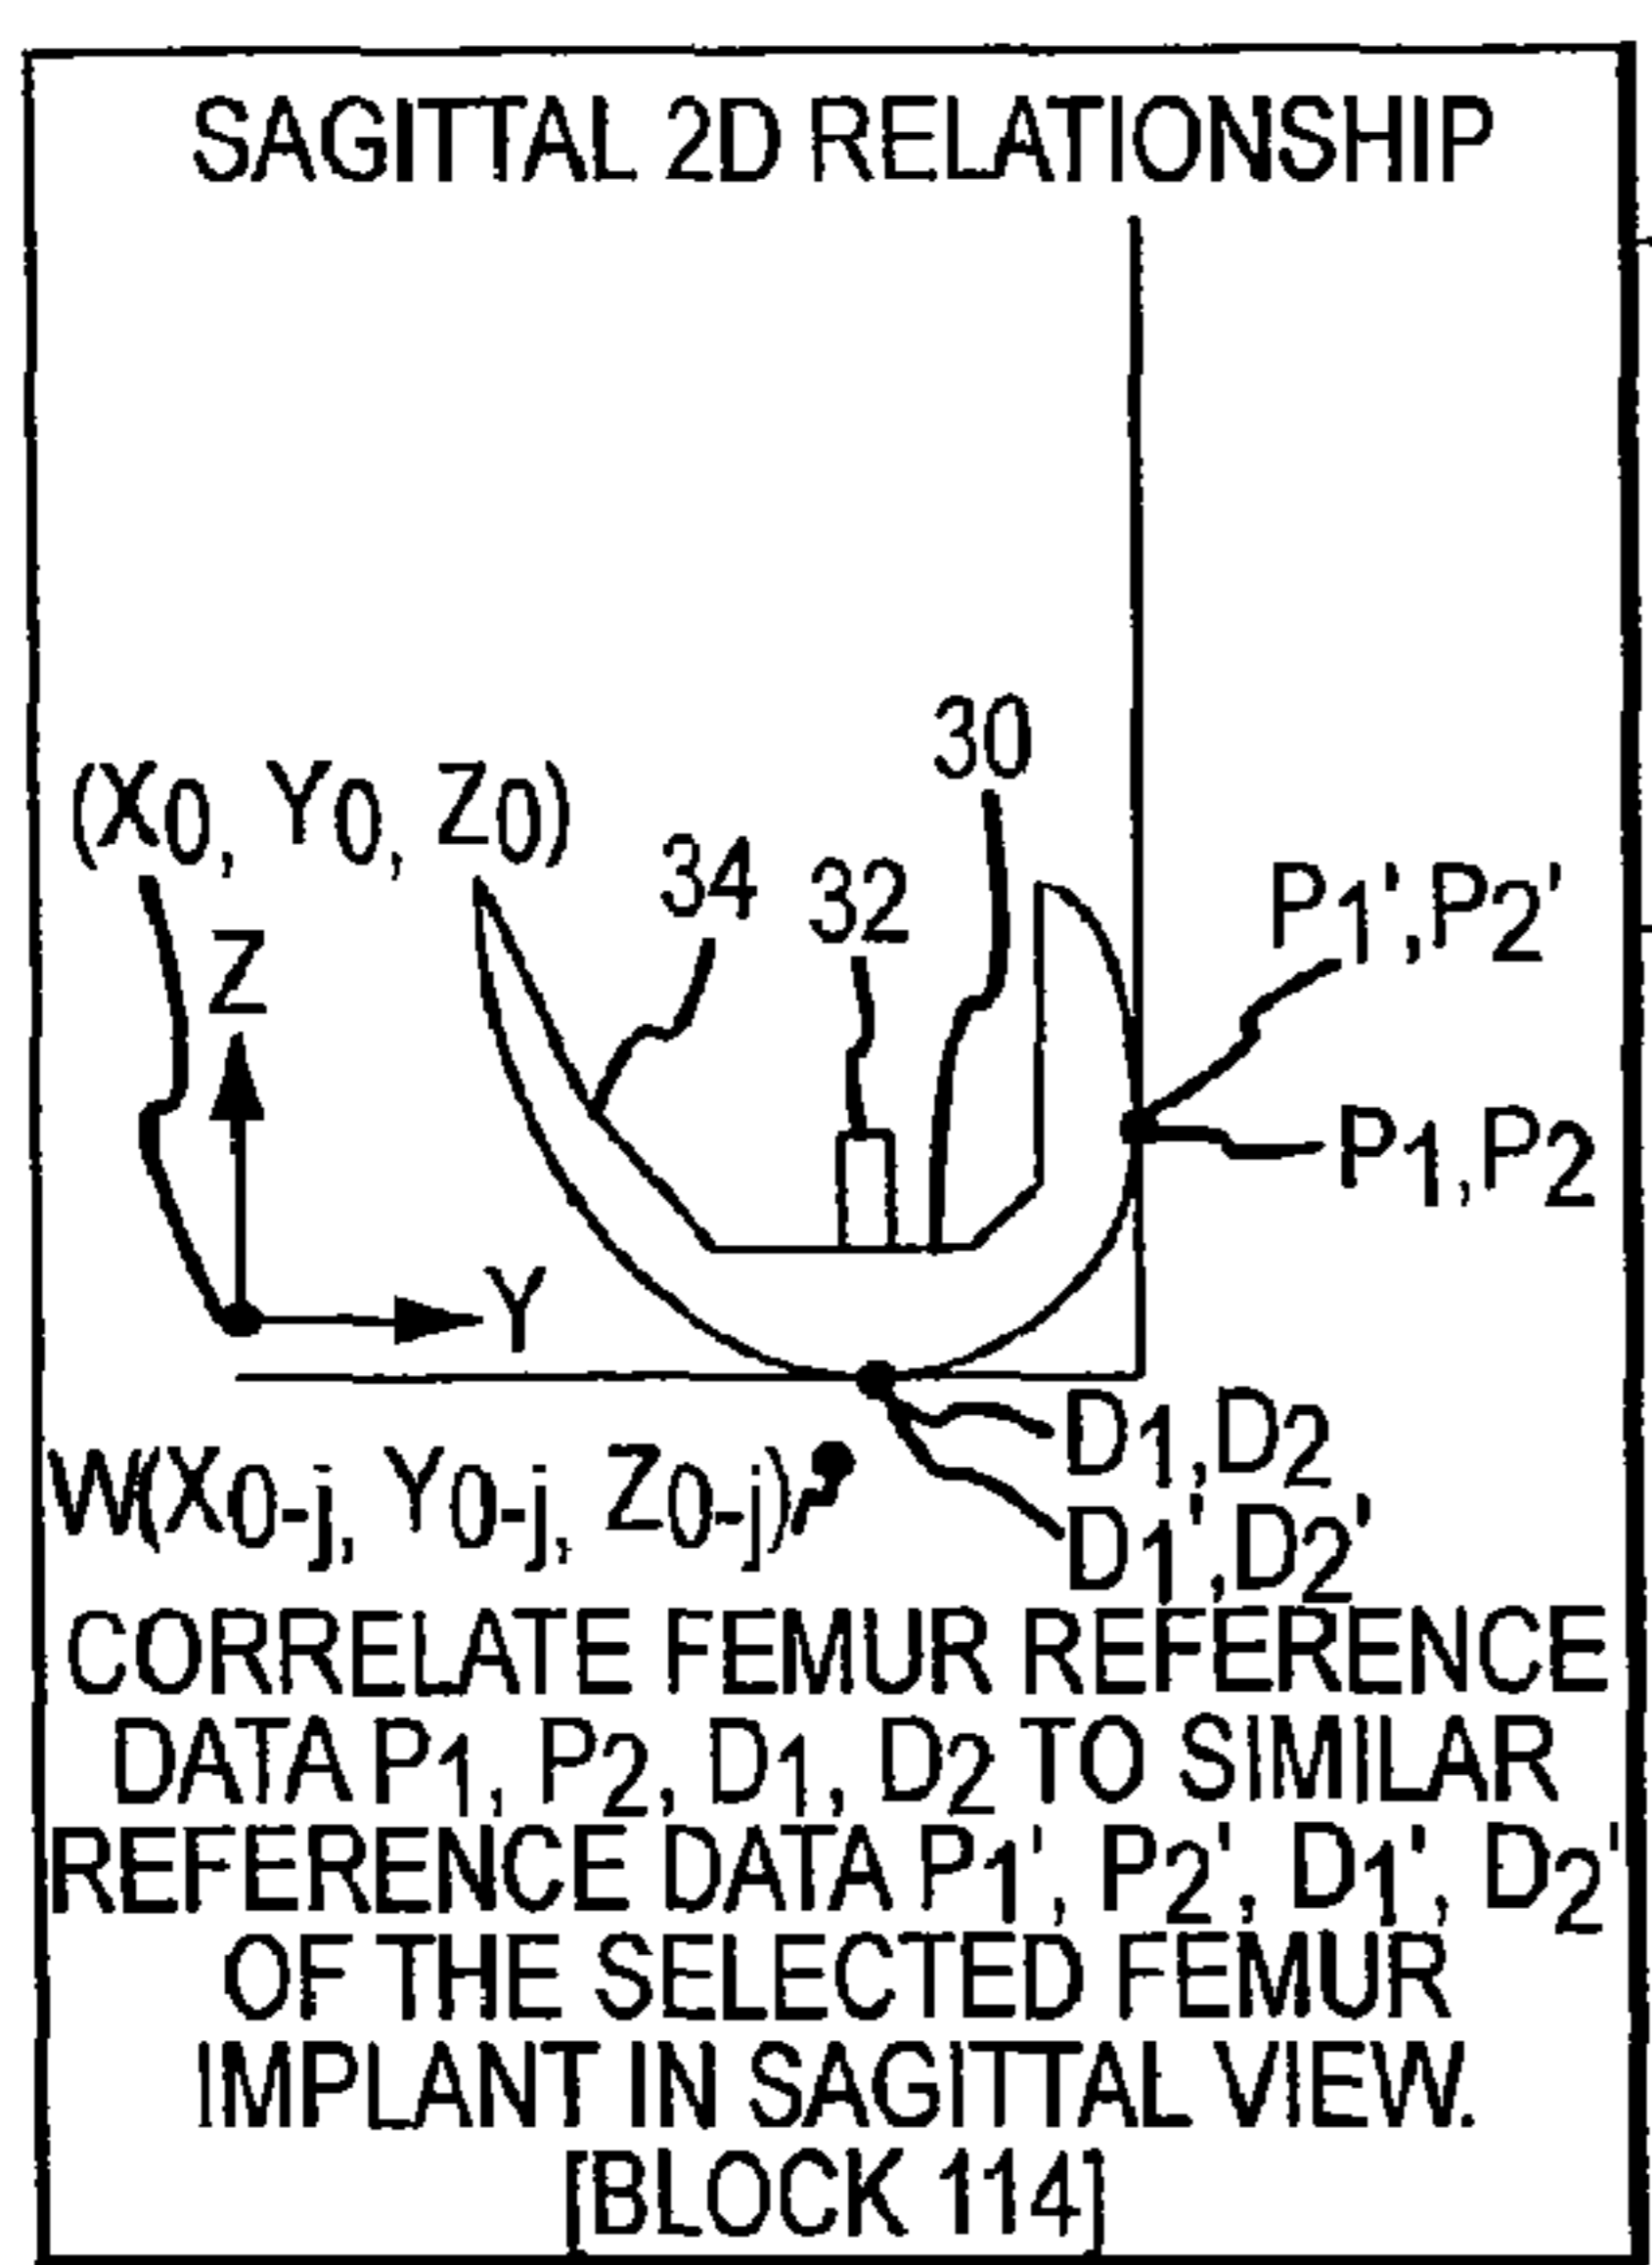 SAGITTAL 2D RELATIONSHIP
30
(X0, Y0, Z0)
34
32
P1',P2'
Z
P1,P2
Y
D1,D2
W(X0-j, Y0-j, Z0-j)
D1',D2'
CORRELATE FEMUR REFERENCE
DATA P1, P2, D1, D2 TO SIMILAR
REFERENCE DATA P1', P2', D1', D2'
OF THE SELECTED FEMUR
IMPLANT IN SAGITTAL VIEW.
[BLOCK 114]